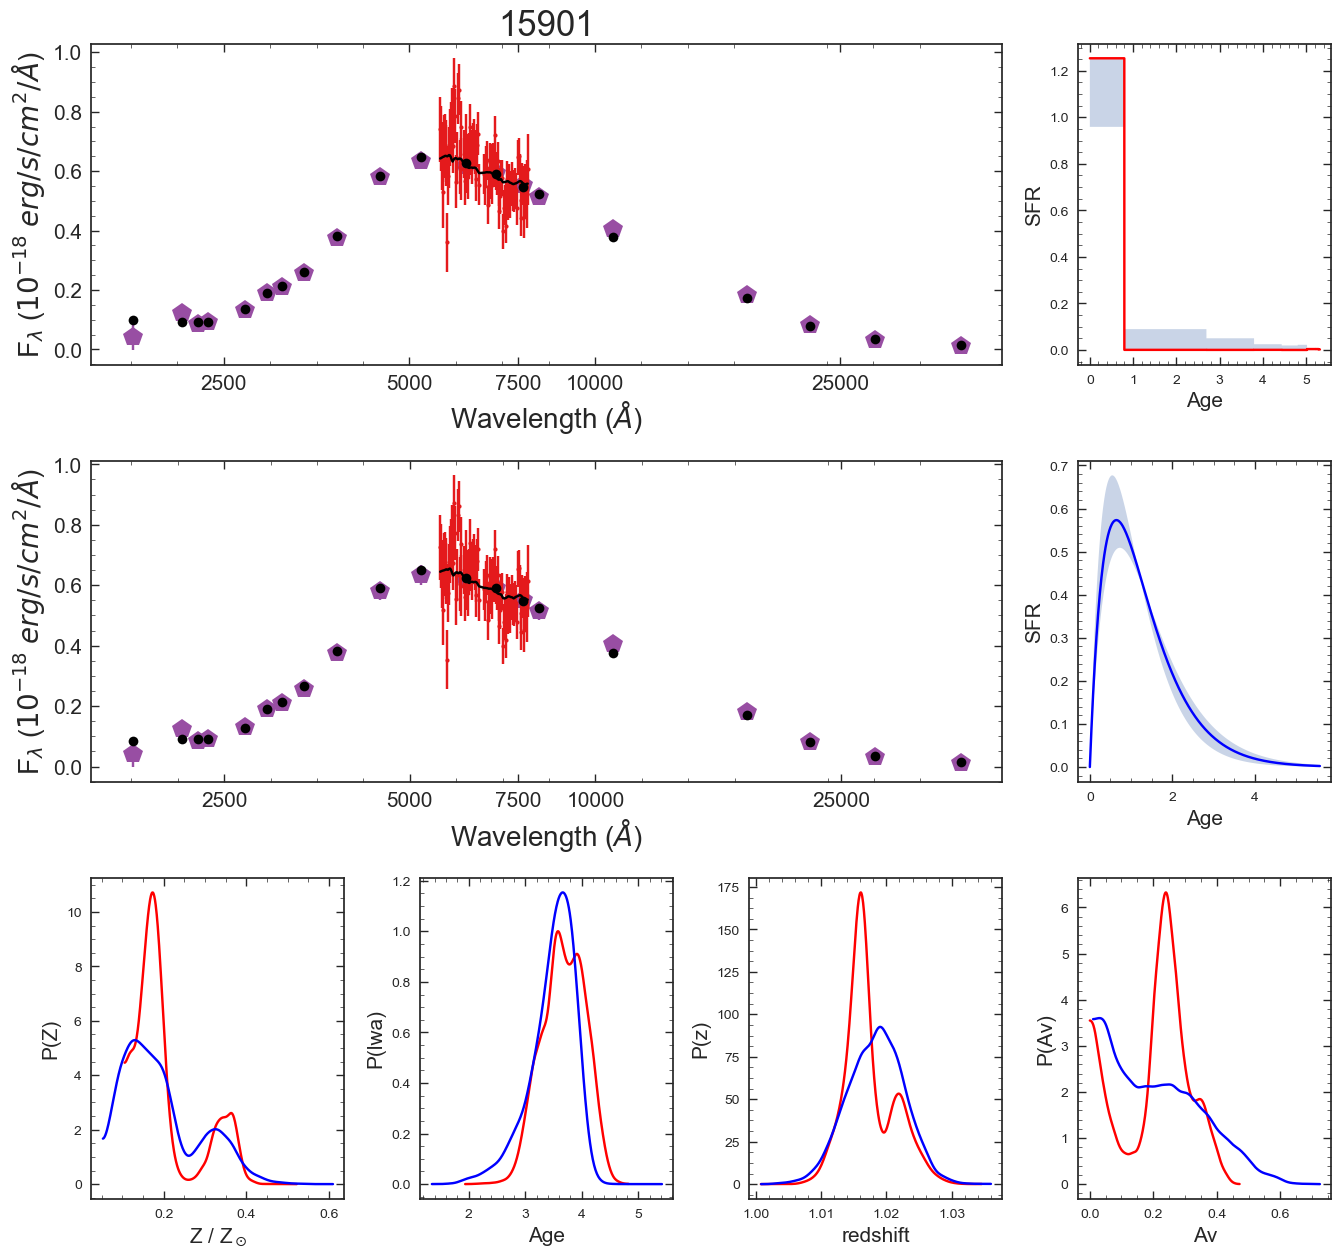 15901
1.0
0.8
0.6
0.4
0.2
0.0
F_λ (10^{-18} erg/s/cm^2/Å)
2500 5000 7500 10000 25000
Wavelength (Å)
1.2
1.0
0.8
0.6
0.4
0.2
0.0
SFR
0 1 2 3 4 5
Age
1.0
0.8
0.6
0.4
0.2
0.0
F_λ (10^{-18} erg/s/cm^2/Å)
2500 5000 7500 10000 25000
Wavelength (Å)
0.7
0.6
0.5
0.4
0.3
0.2
0.1
0.0
SFR
0 2 4
Age
10
8
6
4
2
0
P(Z)
0.2 0.4 0.6
Z / Z_⊙
1.2
1.0
0.8
0.6
0.4
0.2
0.0
P(lwa)
2 3 4 5
Age
175
150
125
100
75
50
25
0
P(z)
1.00 1.01 1.02 1.03
redshift
6
5
4
3
2
1
0
P(Av)
0.0 0.2 0.4 0.6
Av